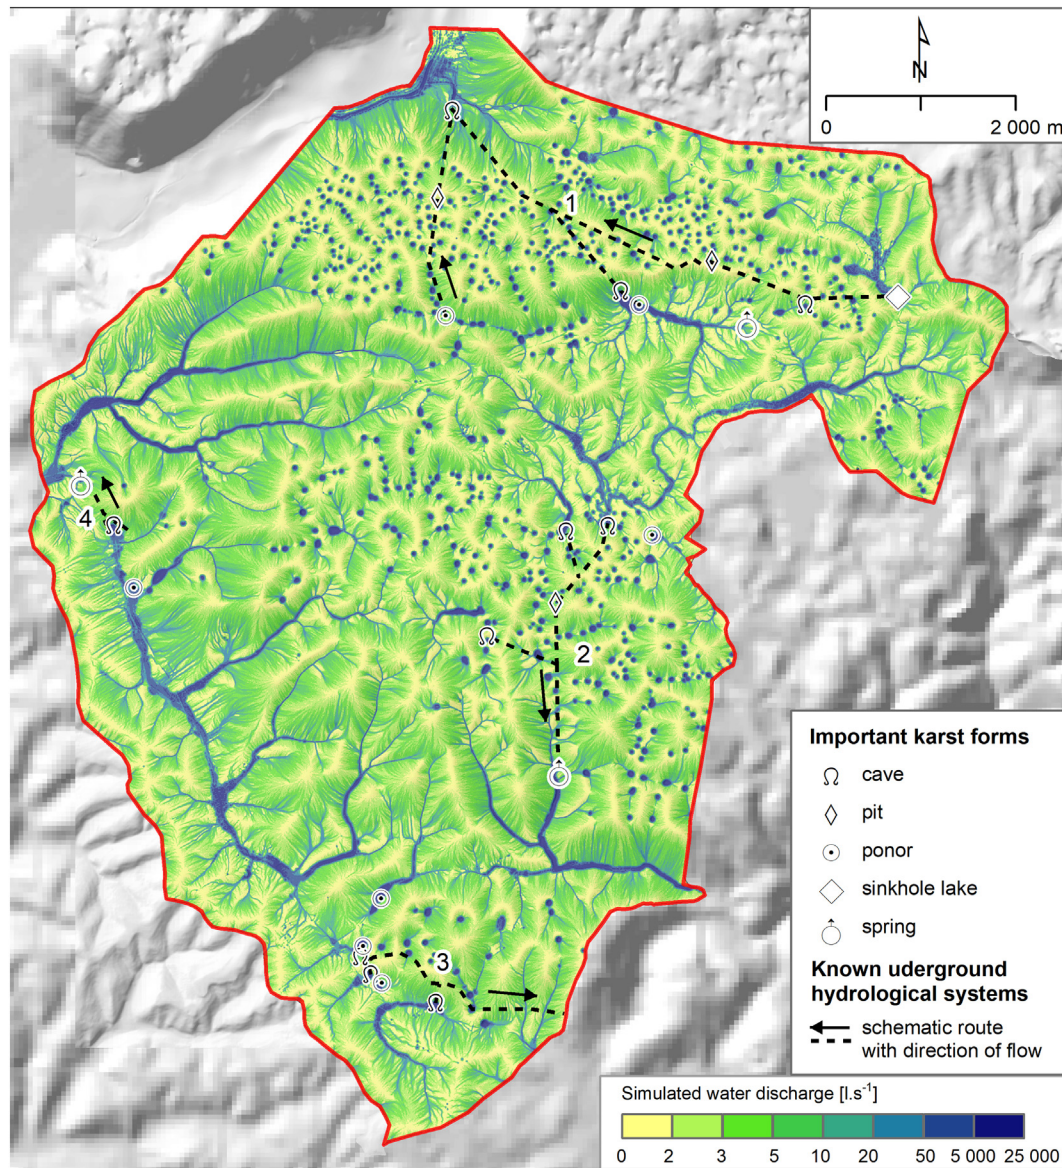 N
0 2 000 m
1
4
2
3
Important karst forms
cave
pit
ponor
sinkhole lake
spring
Known uderground
hydrological systems
schematic route
with direction of flow
Simulated water discharge [l.s⁻¹]
0 2 3 5 10 20 50 5 000 25 000